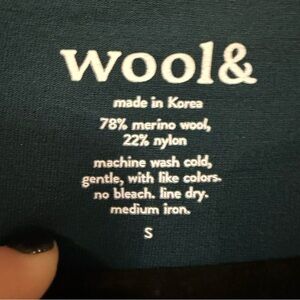 wool&
made in Korea
78% merino wool,
22% nylon
machine wash cold,
gentle, with like colors.
no bleach. line dry.
medium iron.
S